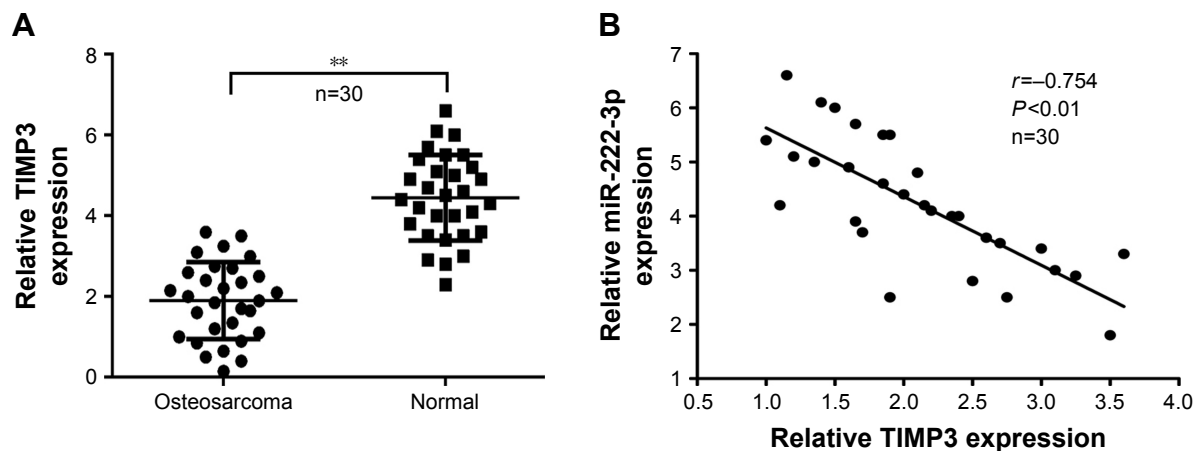 A
Relative TIMP3
expression
8
6
4
2
0
**
n=30
Osteosarcoma
Normal
B
Relative miR-222-3p
expression
7
6
5
4
3
2
1
r=–0.754
P<0.01
n=30
0.5 1.0 1.5 2.0 2.5 3.0 3.5 4.0
Relative TIMP3 expression